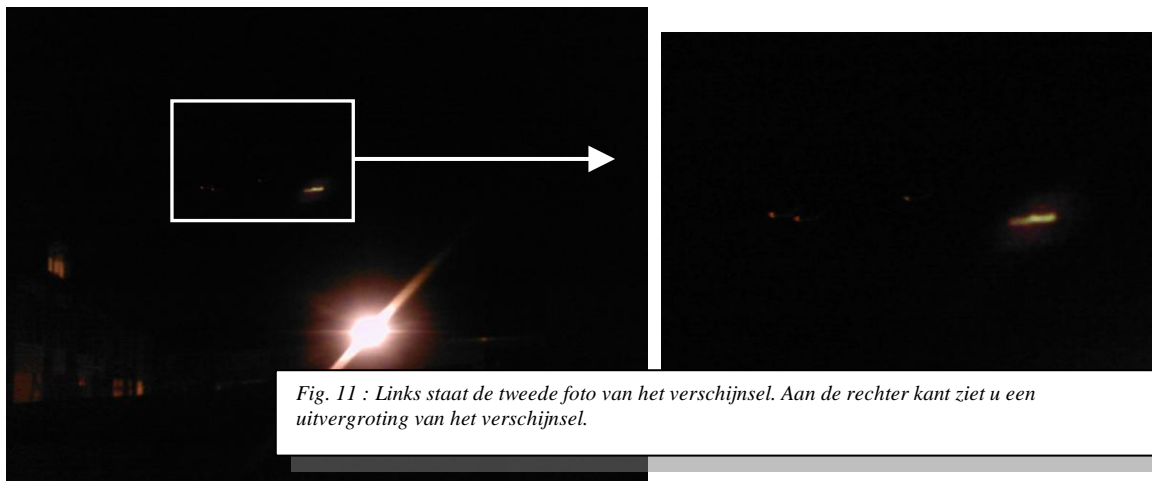 Fig. 11 : Links staat de tweede foto van het verschijnsel. Aan de rechter kant ziet u een
uitvergroting van het verschijnsel.